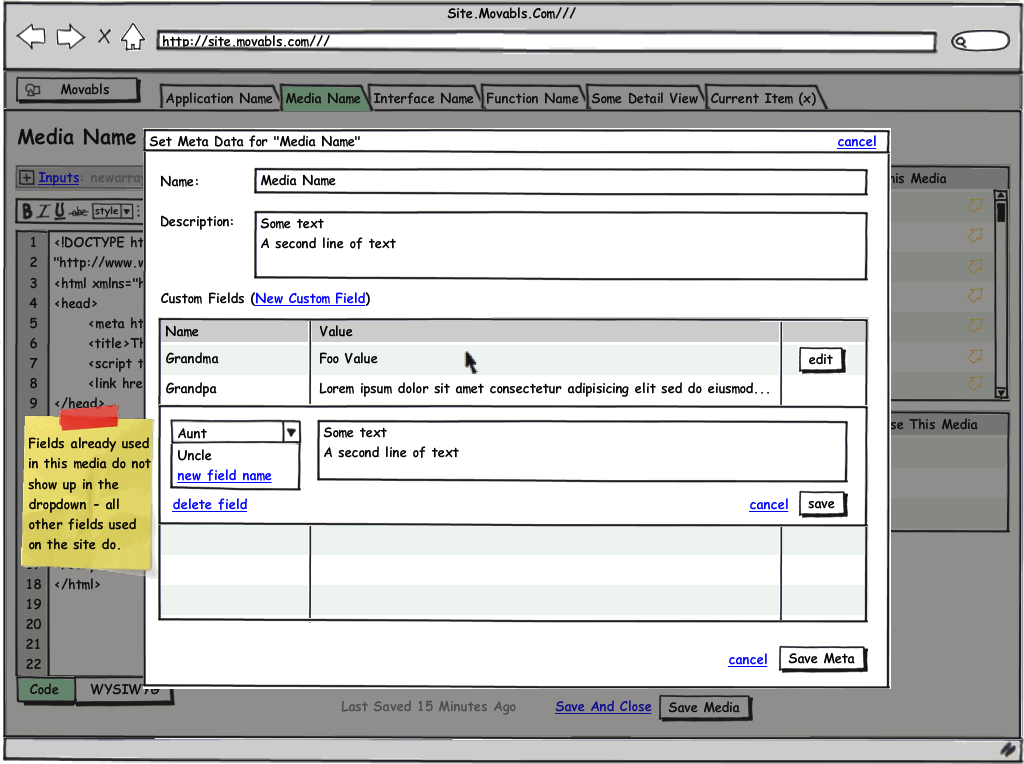 Site.Movabls.Com///
http://site.movabls.com///
Movabls
Application Name
Media Name
Interface Name
Function Name
Some Detail View
Current Item (x)
Media Name
Inputs: newarray
B I U abc style
1 <!DOCTYPE ht
2 "http://www.w
3 <html xmlns="h
4 <head>
5 <meta ht
6 <title>Th
7 <script t
8 <link hre
9 </head>
18 </html>
19
20
21
22
Code
WYSIWYG
his Media
se This Media
Set Meta Data for "Media Name"
cancel
Name:
Media Name
Description:
Some text
A second line of text
Custom Fields (New Custom Field)
Name
Value
Grandma
Foo Value
edit
Grandpa
Lorem ipsum dolor sit amet consectetur adipisicing elit sed do eiusmod...
Aunt
Uncle
new field name
Some text
A second line of text
delete field
cancel
save
cancel
Save Meta
Fields already used
in this media do not
show up in the
dropdown - all
other fields used
on the site do.
Last Saved 15 Minutes Ago
Save And Close
Save Media